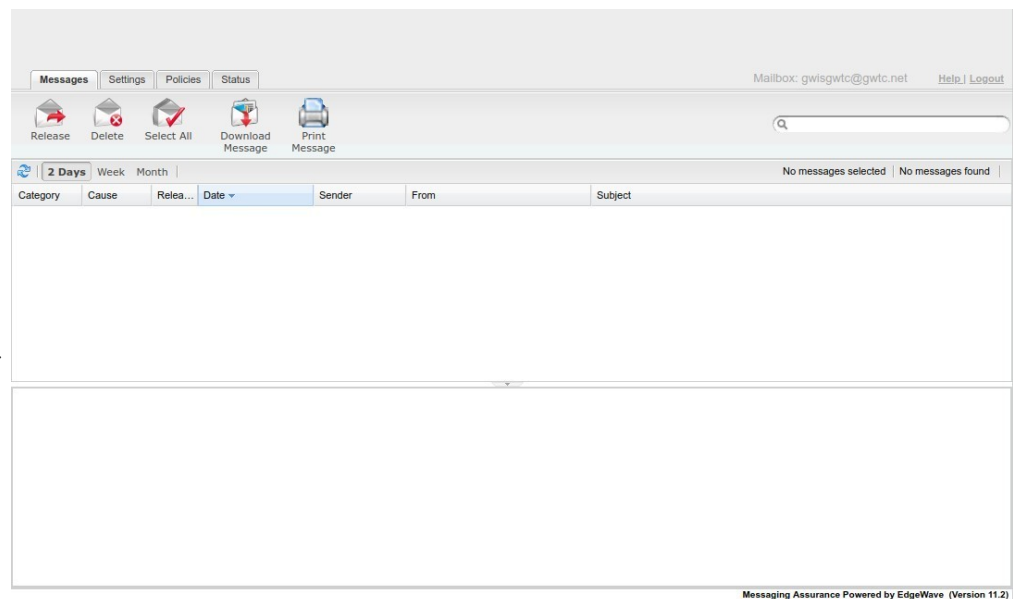 Messages Settings Policies Status Mailbox: gwisgwtc@gwtc.net Help | Logout
Release Delete Select All Download Message Print Message
2 Days Week Month No messages selected No messages found
Category Cause Relea... Date Sender From Subject
Messaging Assurance Powered by EdgeWave (Version 11.2)